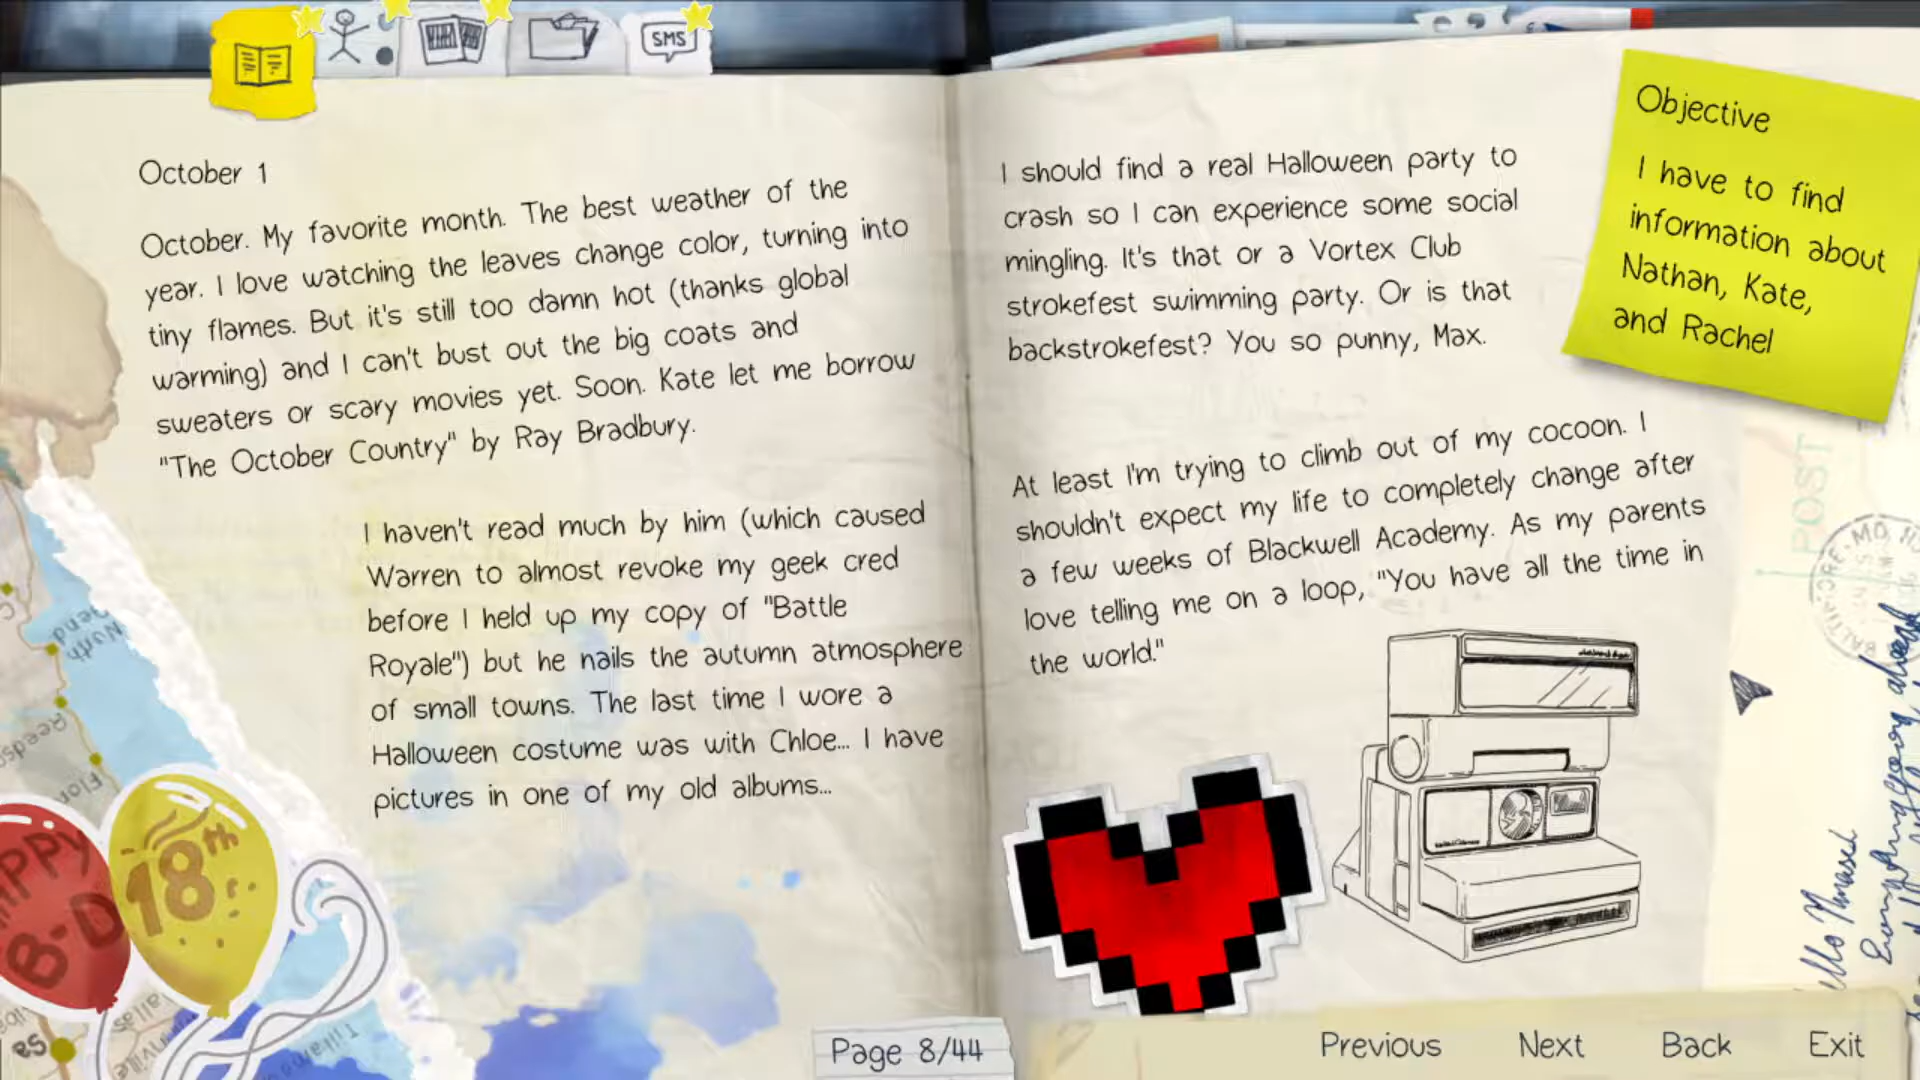 SMS
October 1
October. My favorite month. The best weather of the
year. I love watching the leaves change color, turning into
tiny flames. But it's still too damn hot (thanks global
warming) and I can't bust out the big coats and
sweaters or scary movies yet. Soon. Kate let me borrow
"The October Country" by Ray Bradbury.
I haven't read much by him (which caused
Warren to almost revoke my geek cred
before I held up my copy of "Battle
Royale") but he nails the autumn atmosphere
of small towns. The last time I wore a
Halloween costume was with Chloe... I have
pictures in one of my old albums...
I should find a real Halloween party to
crash so I can experience some social
mingling. It's that or a Vortex Club
strokefest swimming party. Or is that
backstrokefest? You so punny, Max.
At least I'm trying to climb out of my cocoon. I
shouldn't expect my life to completely change after
a few weeks of Blackwell Academy. As my parents
love telling me on a loop, "You have all the time in
the world."
Objective
I have to find
information about
Nathan, Kate,
and Rachel
POST
North
Bend
18th
B-D
Page 8/44
Previous
Next
Back
Exit